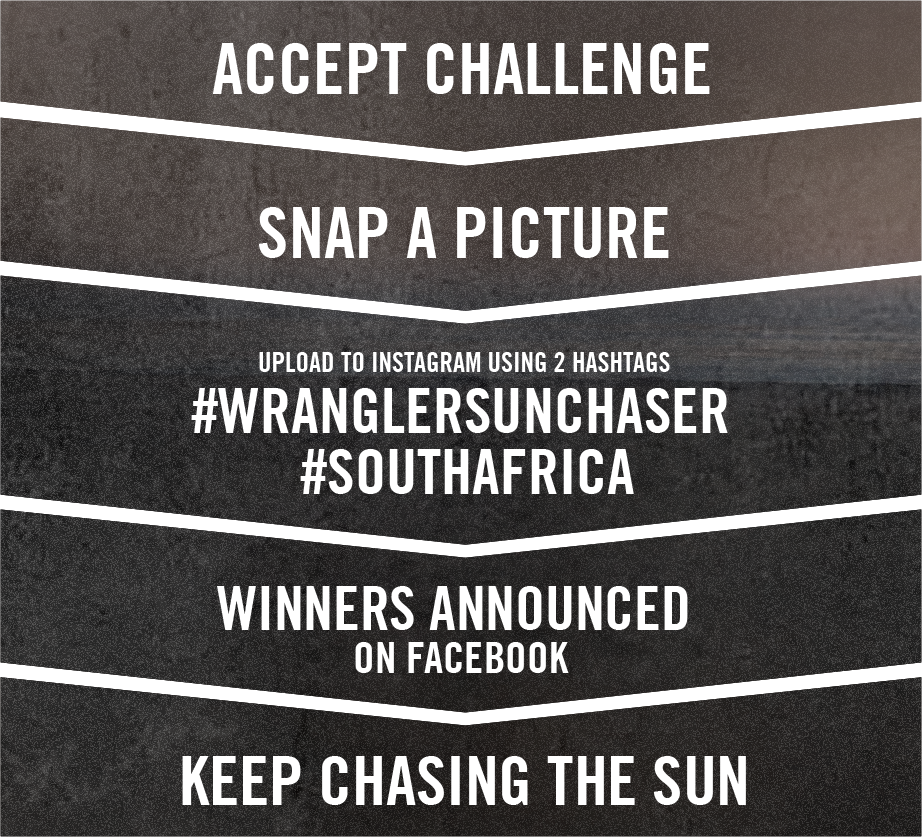 ACCEPT CHALLENGE
SNAP A PICTURE
UPLOAD TO INSTAGRAM USING 2 HASHTAGS
#WRANGLERSUNCHASER
#SOUTHAFRICA
WINNERS ANNOUNCED
ON FACEBOOK
KEEP CHASING THE SUN